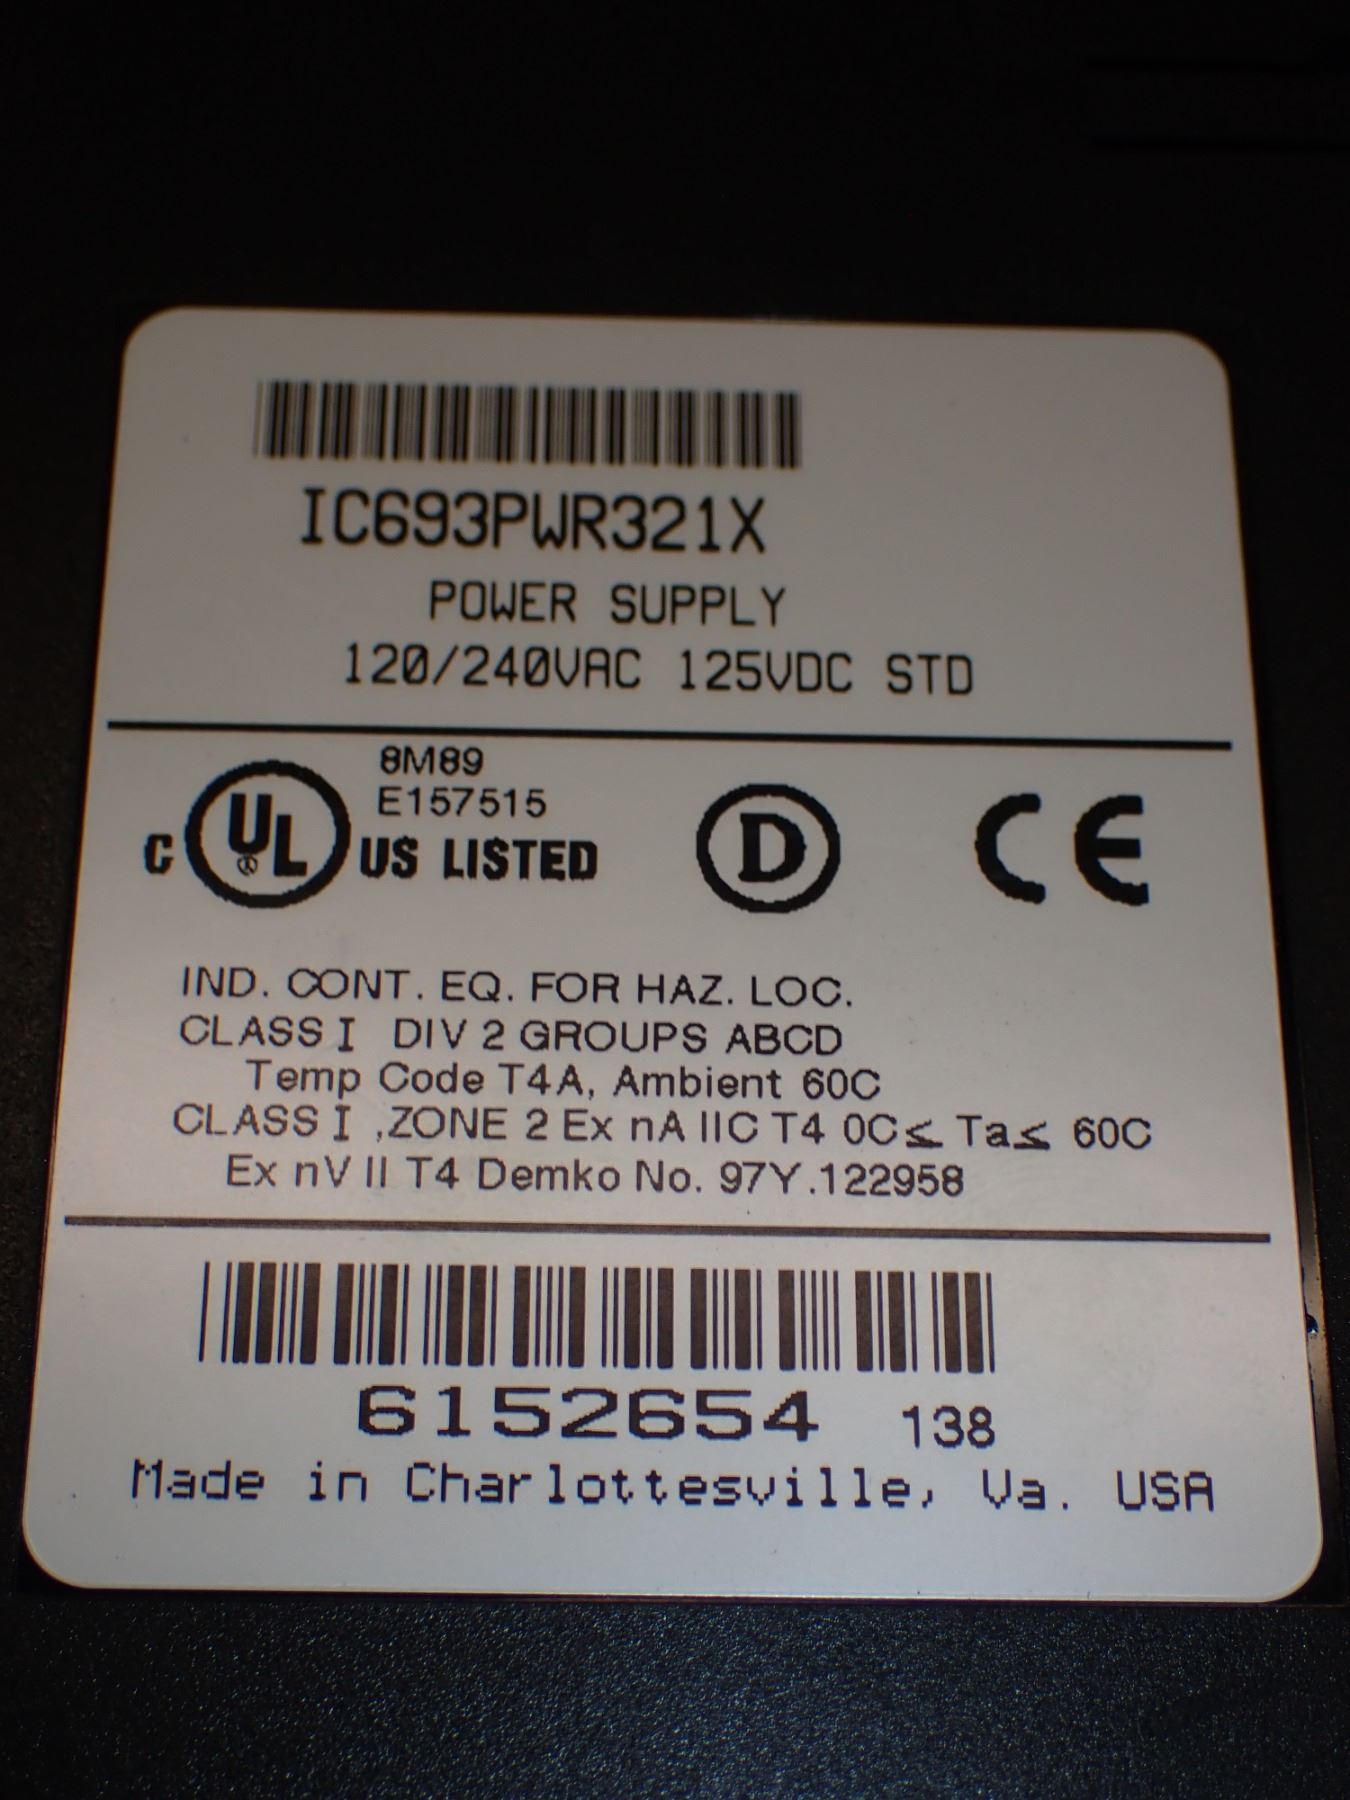 IC693PWR321X
POWER SUPPLY
120/240VAC 125VDC STD
8M89
E157515
C UL® US LISTED
D
CE
IND. CONT. EQ. FOR HAZ. LOC.
CLASS I DIV 2 GROUPS ABCD
Temp Code T4A, Ambient 60C
CLASS I ,ZONE 2 Ex nA IIC T4 0C≤ Ta≤ 60C
Ex nV II T4 Demko No. 97Y.122958
6152654 138
Made in Charlottesville, Va. USA